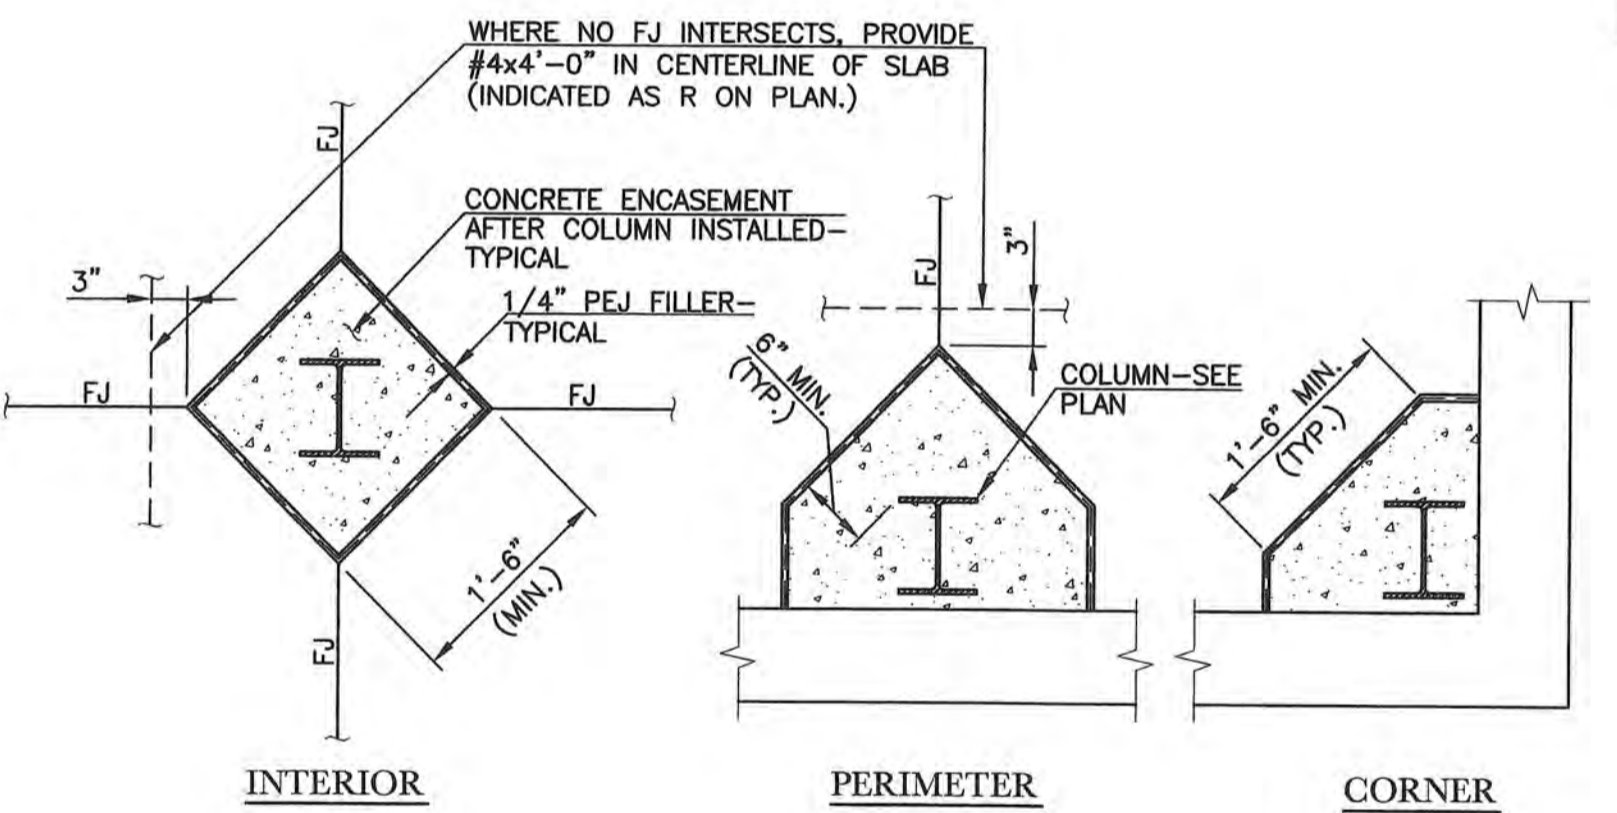 WHERE NO FJ INTERSECTS, PROVIDE
#4x4'-0" IN CENTERLINE OF SLAB
(INDICATED AS R ON PLAN.)
FJ
CONCRETE ENCASEMENT
AFTER COLUMN INSTALLED-
TYPICAL
3"
1/4" PEJ FILLER-
TYPICAL
FJ
FJ
1'-6"
(MIN.)
FJ
INTERIOR
FJ
3"
6" MIN.
(TYP.)
COLUMN-SEE
PLAN
PERIMETER
1'-6" MIN.
(TYP.)
CORNER